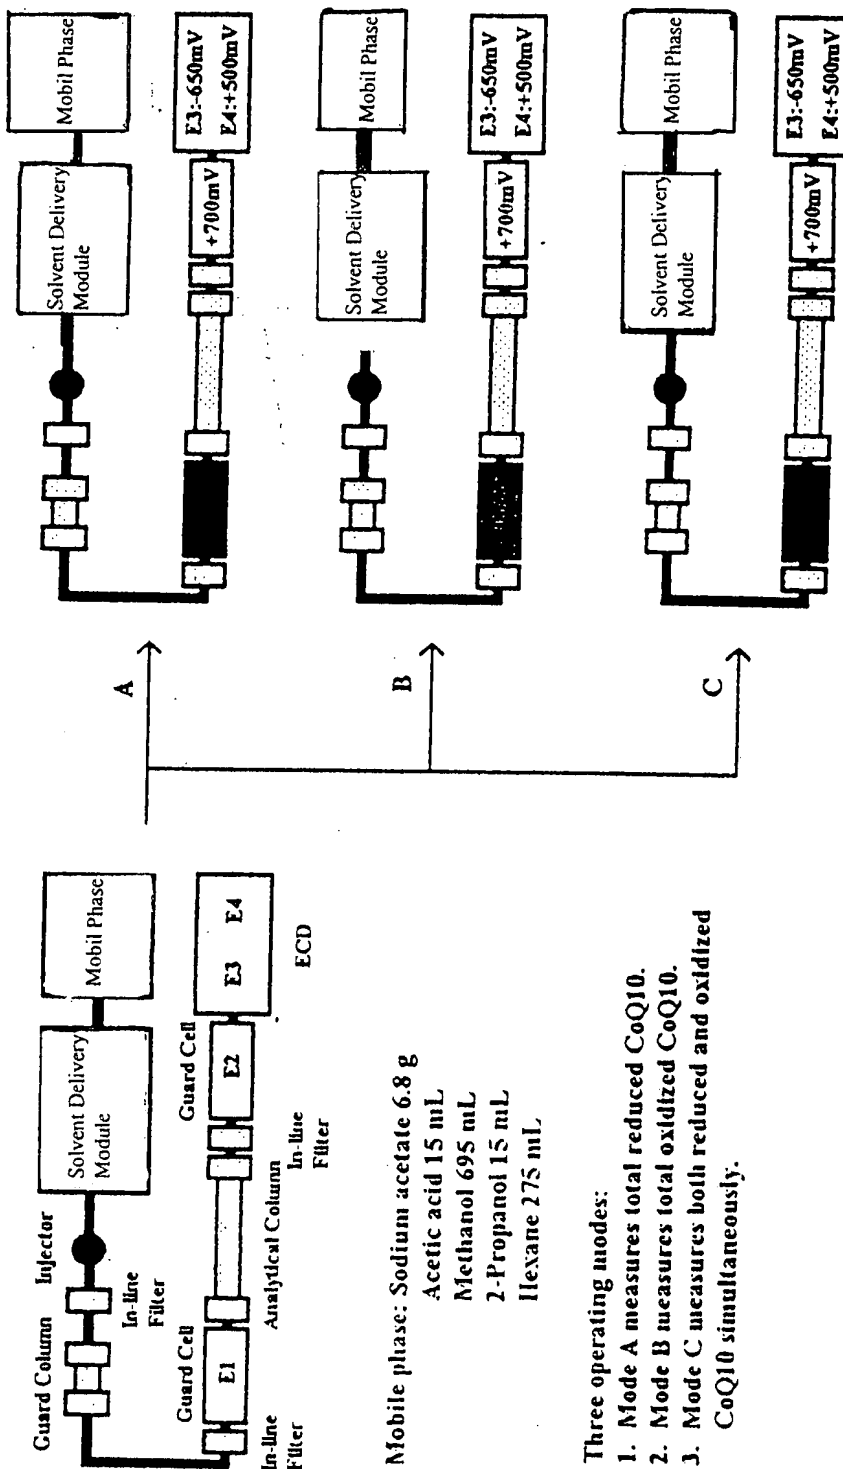 Guard Column
Injector
In-line
Filter
Solvent Delivery
Module
Mobil Phase
In-line
Filter
Guard Cell
E1
Analytical Column
In-line
Filter
Guard Cell
E2
E3 E4
ECD
Mobile phase: Sodium acetate 6.8 g
Acetic acid 15 mL
Methanol 695 mL
2-Propanol 15 mL
Hexane 275 mL
Three operating modes:
1. Mode A measures total reduced CoQ10.
2. Mode B measures total oxidized CoQ10.
3. Mode C measures both reduced and oxidized
CoQ10 simultaneously.
A
Solvent Delivery
Module
Mobil Phase
+700mV
E3:-650mV
E4:+500mV
B
Solvent Delivery
Module
Mobil Phase
+700mV
E3:-650mV
E4:+500mV
C
Solvent Delivery
Module
Mobil Phase
+700mV
E3:-650mV
E4:+500mV